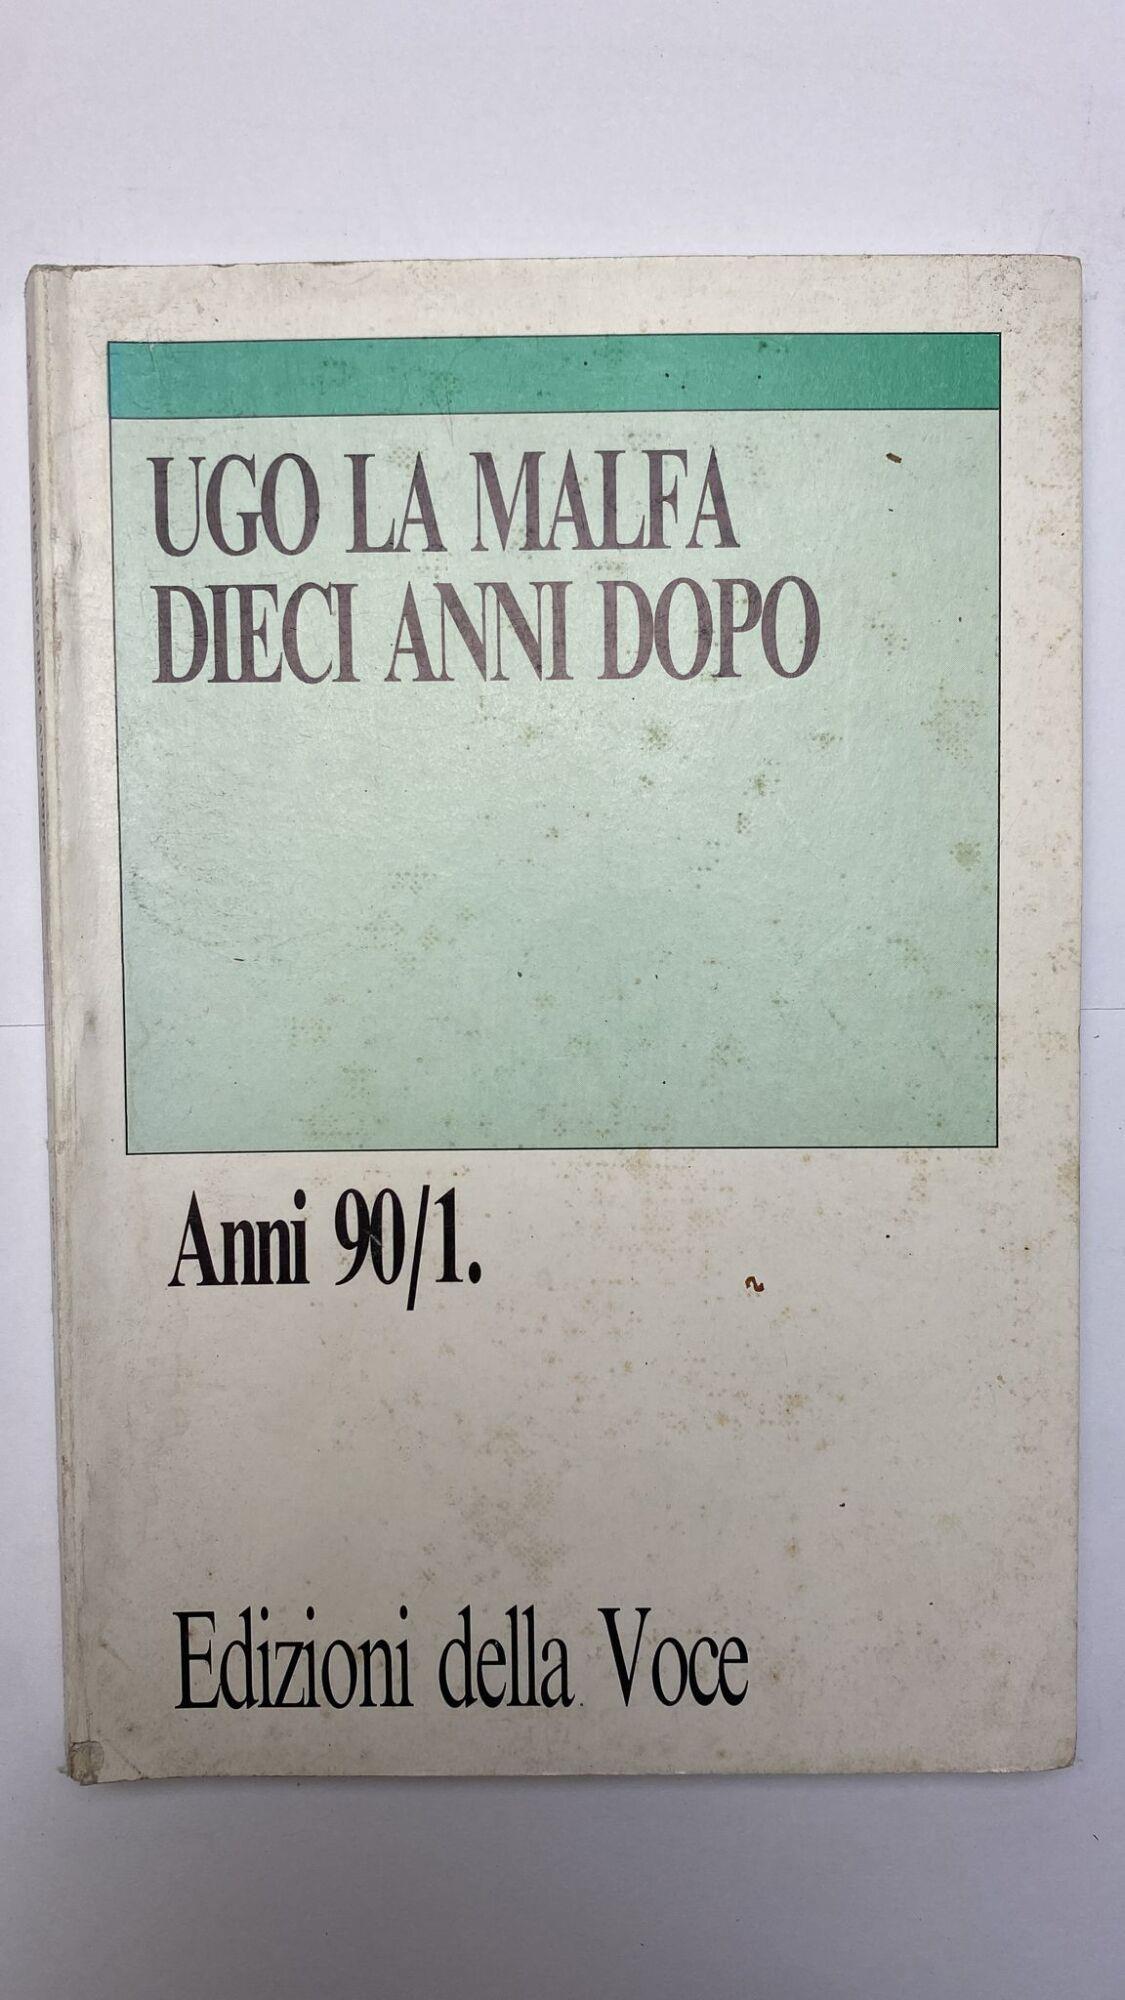 UGO LA MALFA
DIECI ANNI DOPO
Anni 90/1.
Edizioni della Voce